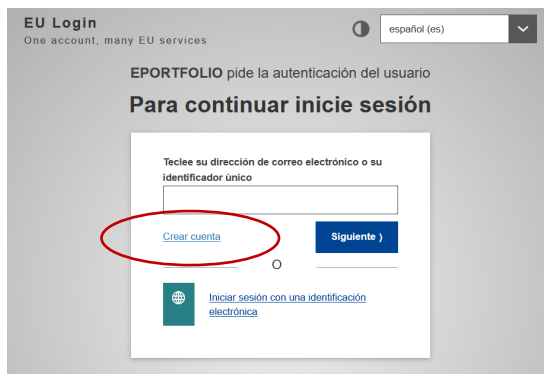 EU Login
One account, many EU services
español (es)
EPORTFOLIO pide la autenticación del usuario
Para continuar inicie sesión
Teclee su dirección de correo electrónico o su
identificador único
Crear cuenta
Siguiente ⟩
O
Iniciar sesión con una identificación
electrónica